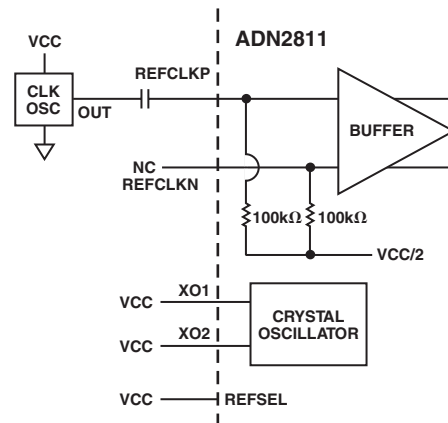 ADN2811
VCC
REFCLKP
CLK
OSC
OUT
BUFFER
NC
REFCLKN
100kΩ
100kΩ
VCC/2
VCC
XO1
CRYSTAL
OSCILLATOR
VCC
XO2
VCC
REFSEL